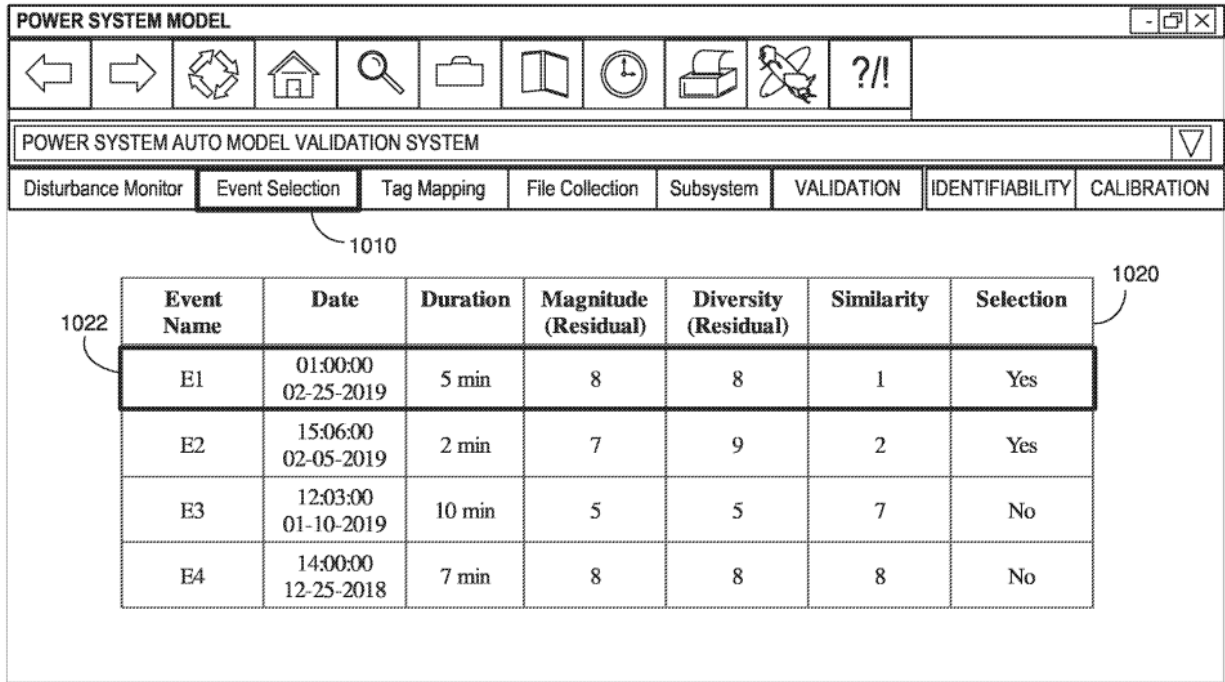 POWER SYSTEM MODEL
?/!
POWER SYSTEM AUTO MODEL VALIDATION SYSTEM
Disturbance Monitor Event Selection Tag Mapping File Collection Subsystem VALIDATION IDENTIFIABILITY CALIBRATION
1010
1020
Event Date Duration Magnitude Diversity Similarity Selection
Name (Residual) (Residual)
1022
01:00:00
E1 5 min 8 8 1 Yes
02-25-2019
15:06:00
E2 2 min 7 9 2 Yes
02-05-2019
12:03:00
E3 10 min 5 5 7 No
01-10-2019
14:00:00
E4 7 min 8 8 8 No
12-25-2018